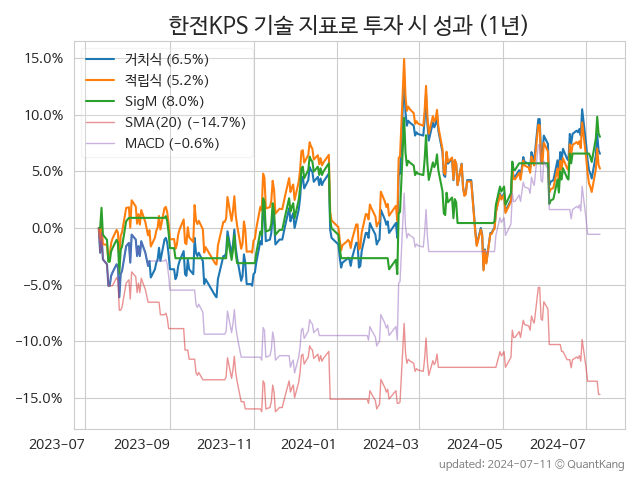 한전KPS 기술 지표로 투자 시 성과 (1년)
15.0%
10.0%
5.0%
0.0%
−5.0%
−10.0%
−15.0%
거치식 (6.5%)
적립식 (5.2%)
SigM (8.0%)
SMA(20) (−14.7%)
MACD (−0.6%)
2023-07 2023-09 2023-11 2024-01 2024-03 2024-05 2024-07
updated: 2024-07-11 © QuantKang